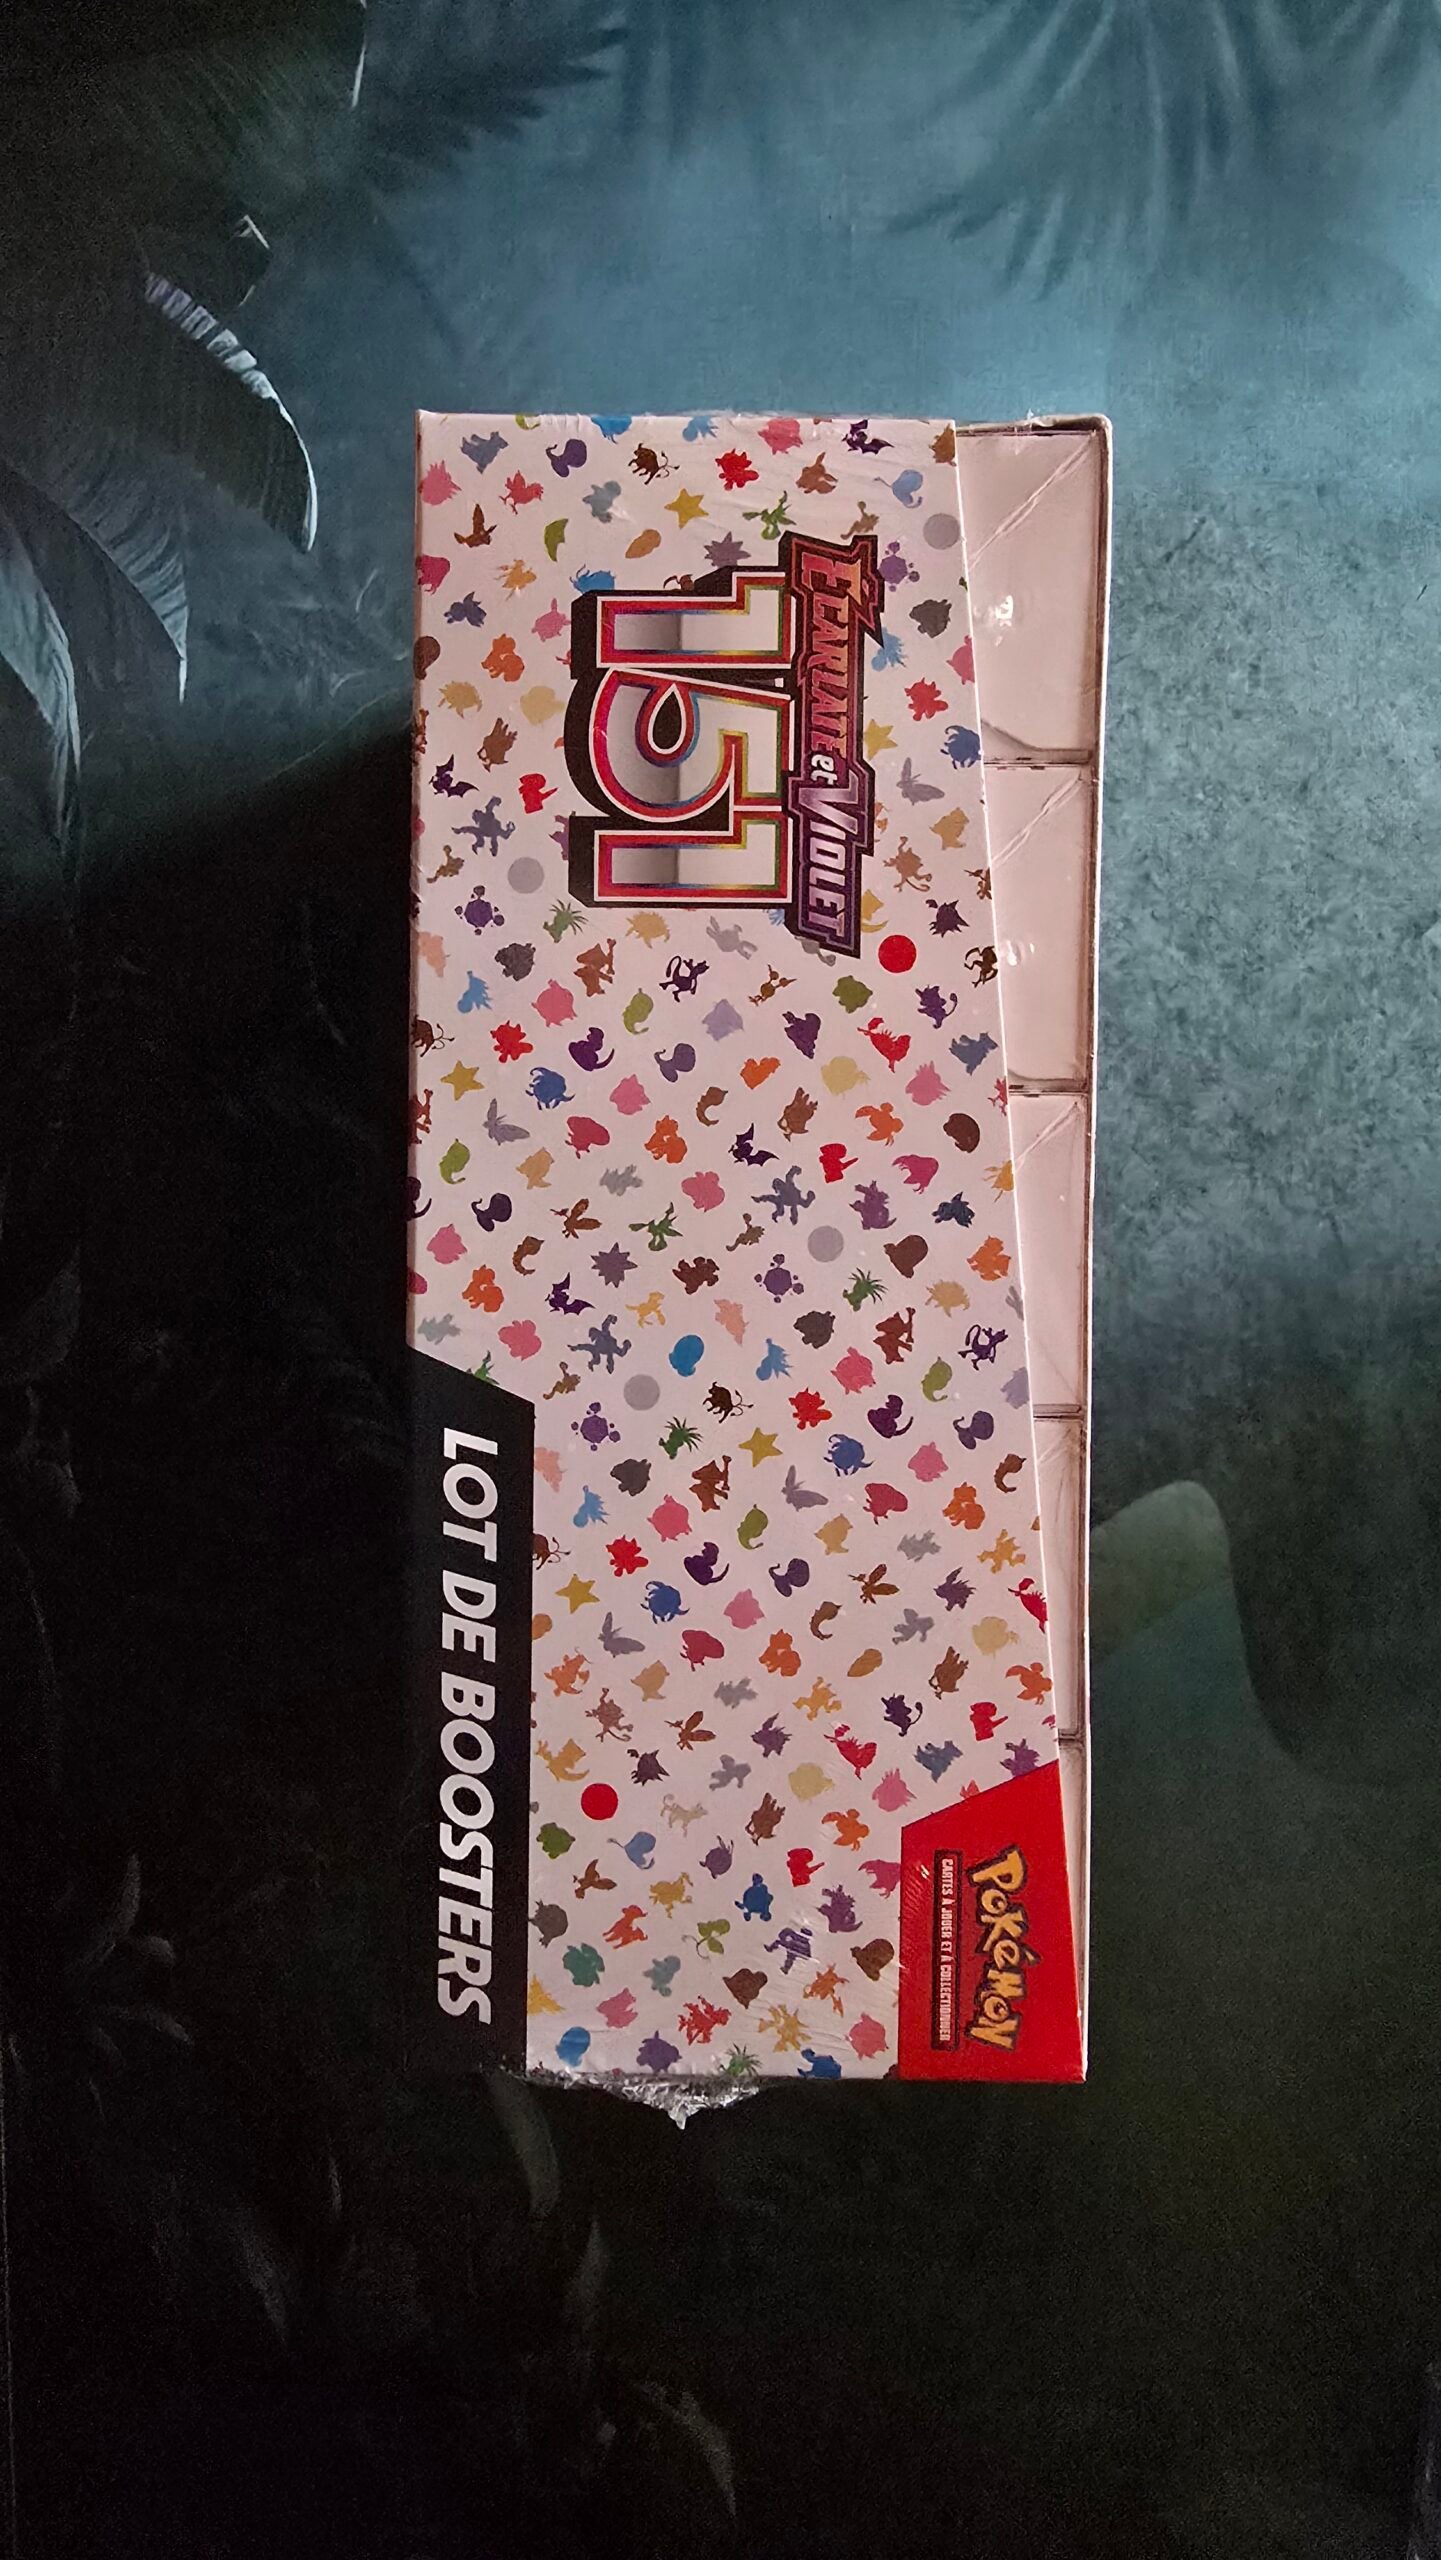 ÉCARLATE et VIOLET
151
POKÉMON
CARTES À JOUER ET À COLLECTIONNER
LOT DE BOOSTERS